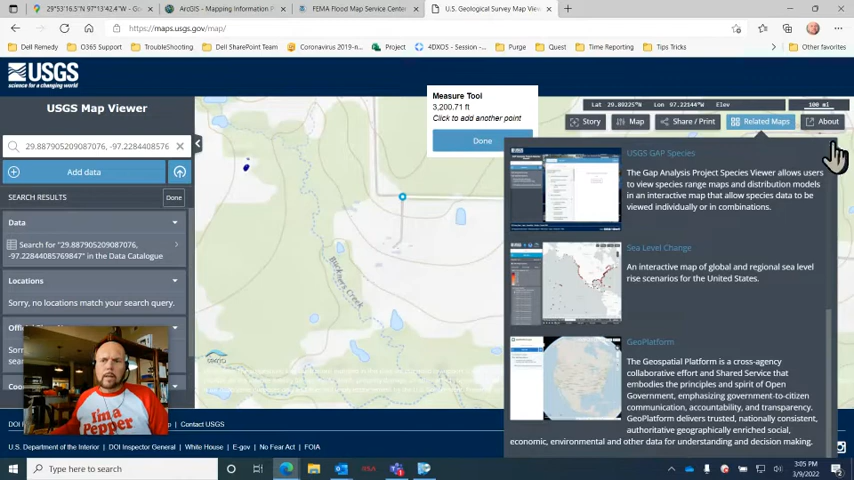 29°53'16.5"N 97°13'42.4"W - Go
ArcGIS - Mapping Information Pl
FEMA Flood Map Service Center
U.S. Geological Survey Map View
https://maps.usgs.gov/map/
Dell Remedy
O365 Support
TroubleShooting
Dell SharePoint Team
Coronavirus 2019-n...
Project
4DXOS - Session -...
Purge
Quest
Time Reporting
Tips Tricks
Other favorites
USGS
science for a changing world
USGS Map Viewer
29.887905209087076, -97.2284408576
Add data
SEARCH RESULTS
Done
Data
Search for "29.887905209087076,
-97.22844085769847" in the Data Catalogue
Locations
Sorry, no locations match your search query.
Measure Tool
3,200.71 ft
Click to add another point
Done
Buckners Creek
Lat 29.89225°N Lon 97.22144°W Elev
100 mi
Story
Map
Share / Print
Related Maps
About
USGS GAP Species
The Gap Analysis Project Species Viewer allows users
to view species range maps and distribution models
in an interactive map that allow species data to be
viewed individually or in combinations.
Sea Level Change
An interactive map of global and regional sea level
rise scenarios for the United States.
GeoPlatform
The Geospatial Platform is a cross-agency
collaborative effort and Shared Service that
embodies the principles and spirit of Open
Government, emphasizing government-to-citizen
communication, accountability, and transparency.
GeoPlatform delivers trusted, nationally consistent,
authoritative geographically enriched social,
economic, environmental and other data for understanding and decision making.
I'm a
Pepper
Contact USGS
U.S. Department of the Interior | DOI Inspector General | White House | E-gov | No Fear Act | FOIA
Type here to search
3:05 PM
3/9/2022